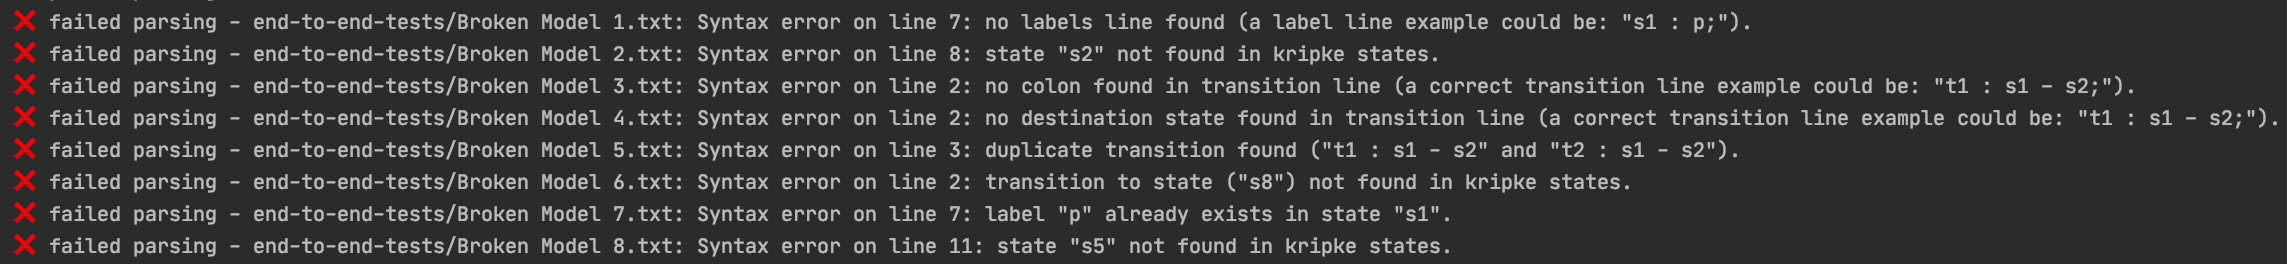 ❌ failed parsing - end-to-end-tests/Broken Model 1.txt: Syntax error on line 7: no labels line found (a label line example could be: "s1 : p;").
❌ failed parsing - end-to-end-tests/Broken Model 2.txt: Syntax error on line 8: state "s2" not found in kripke states.
❌ failed parsing - end-to-end-tests/Broken Model 3.txt: Syntax error on line 2: no colon found in transition line (a correct transition line example could be: "t1 : s1 - s2;").
❌ failed parsing - end-to-end-tests/Broken Model 4.txt: Syntax error on line 2: no destination state found in transition line (a correct transition line example could be: "t1 : s1 - s2;").
❌ failed parsing - end-to-end-tests/Broken Model 5.txt: Syntax error on line 3: duplicate transition found ("t1 : s1 - s2" and "t2 : s1 - s2").
❌ failed parsing - end-to-end-tests/Broken Model 6.txt: Syntax error on line 2: transition to state ("s8") not found in kripke states.
❌ failed parsing - end-to-end-tests/Broken Model 7.txt: Syntax error on line 7: label "p" already exists in state "s1".
❌ failed parsing - end-to-end-tests/Broken Model 8.txt: Syntax error on line 11: state "s5" not found in kripke states.